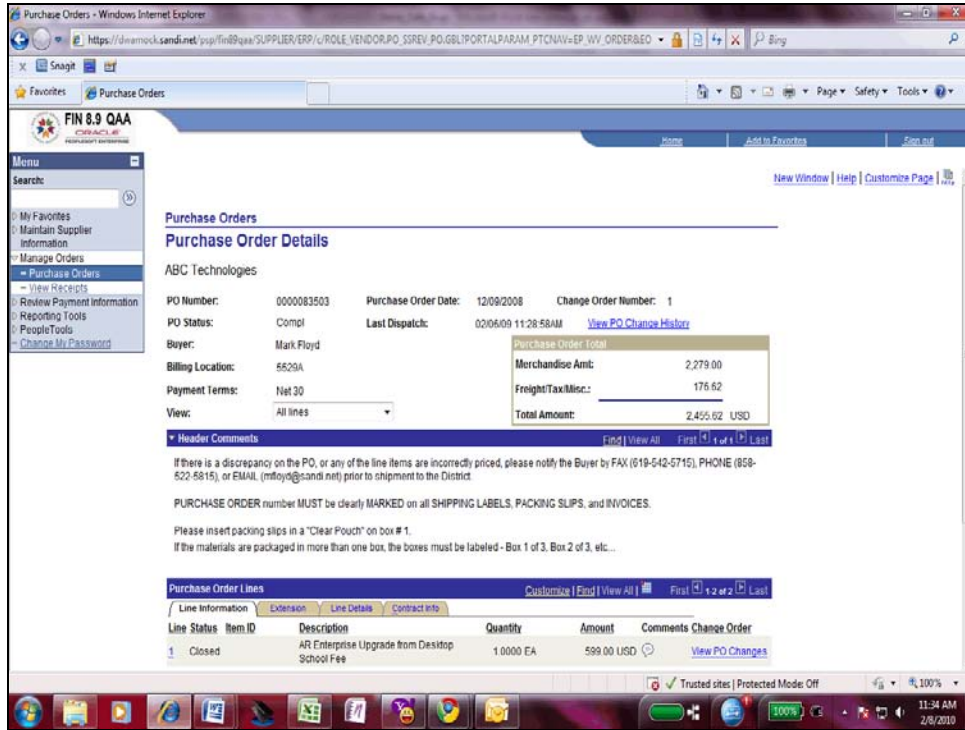 Purchase Orders - Windows Internet Explorer
https://dwamock.sandi.net/psp/fin89qaa/SUPPLIER/ERP/c/ROLE_VENDOR.PO_SSREV_PO.GBL?PORTALPARAM_PTCNAV=EP_WV_ORDER&EO
Bing
x Snagit
Favorites Purchase Orders Page Safety Tools
FIN 8.9 QAA
ORACLE
PEOPLESOFT ENTERPRISE
Home Add to Favorites Sign out
Menu
Search:
My Favorites
Maintain Supplier
Information
Manage Orders
– Purchase Orders
– View Receipts
Review Payment Information
Reporting Tools
PeopleTools
– Change My Password
New Window | Help | Customize Page |
Purchase Orders
Purchase Order Details
ABC Technologies
PO Number: 0000083503 Purchase Order Date: 12/09/2008 Change Order Number: 1
PO Status: Compl Last Dispatch: 02/06/09 11:28:58AM View PO Change History
Buyer: Mark Floyd
Billing Location: 5529A
Payment Terms: Net 30
View: All lines
Purchase Order Total
Merchandise Amt: 2,279.00
Freight/Tax/Misc.: 176.62
Total Amount: 2,455.62 USD
Header Comments Find | View All First 1 of 1 Last
If there is a discrepancy on the PO, or any of the line items are incorrectly priced, please notify the Buyer by FAX (619-542-5715), PHONE (858-
522-5815), or EMAIL (mfloyd@sandi.net) prior to shipment to the District.
PURCHASE ORDER number MUST be clearly MARKED on all SHIPPING LABELS, PACKING SLIPS, and INVOICES.
Please insert packing slips in a "Clear Pouch" on box # 1.
If the materials are packaged in more than one box, the boxes must be labeled - Box 1 of 3, Box 2 of 3, etc...
Purchase Order Lines Customize | Find | View All | First 1-2 of 2 Last
Line Information Extension Line Details Contract Info
Line Status Item ID Description Quantity Amount Comments Change Order
1 Closed AR Enterprise Upgrade from Desktop School Fee 1.0000 EA 599.00 USD View PO Changes
Trusted sites | Protected Mode: Off 100%
100%
11:34 AM
2/8/2010